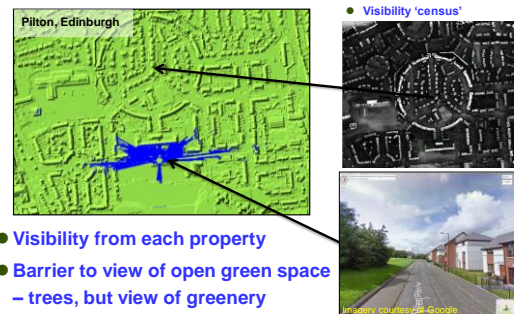 Pilton, Edinburgh
Visibility ‘census’
Visibility from each property
Barrier to view of open green space
– trees, but view of greenery
Imagery courtesy of Google